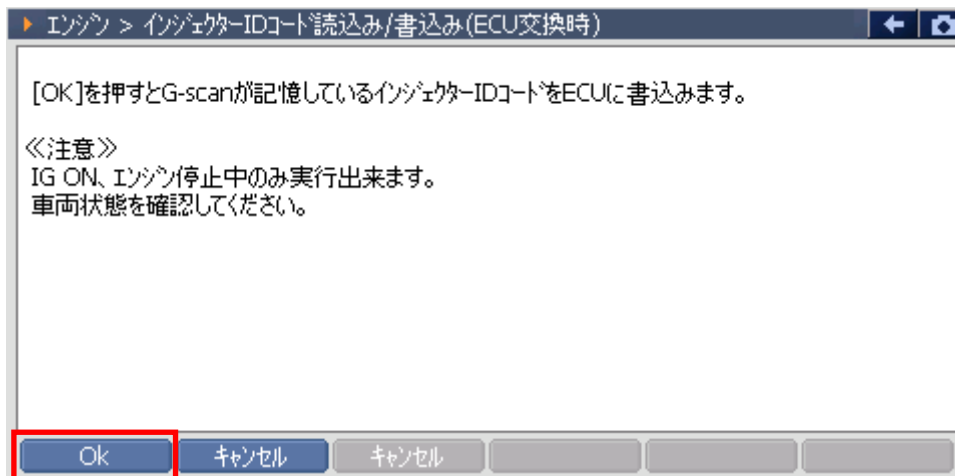 エンジン > インジェクターIDコード読込み/書込み(ECU交換時)
[OK]を押すとG-scanが記憶しているインジェクターIDコードをECUに書込みます。
≪注意≫
IG ON、エンジン停止中のみ実行出来ます。
車両状態を確認してください。
Ok キャンセル キャンセル